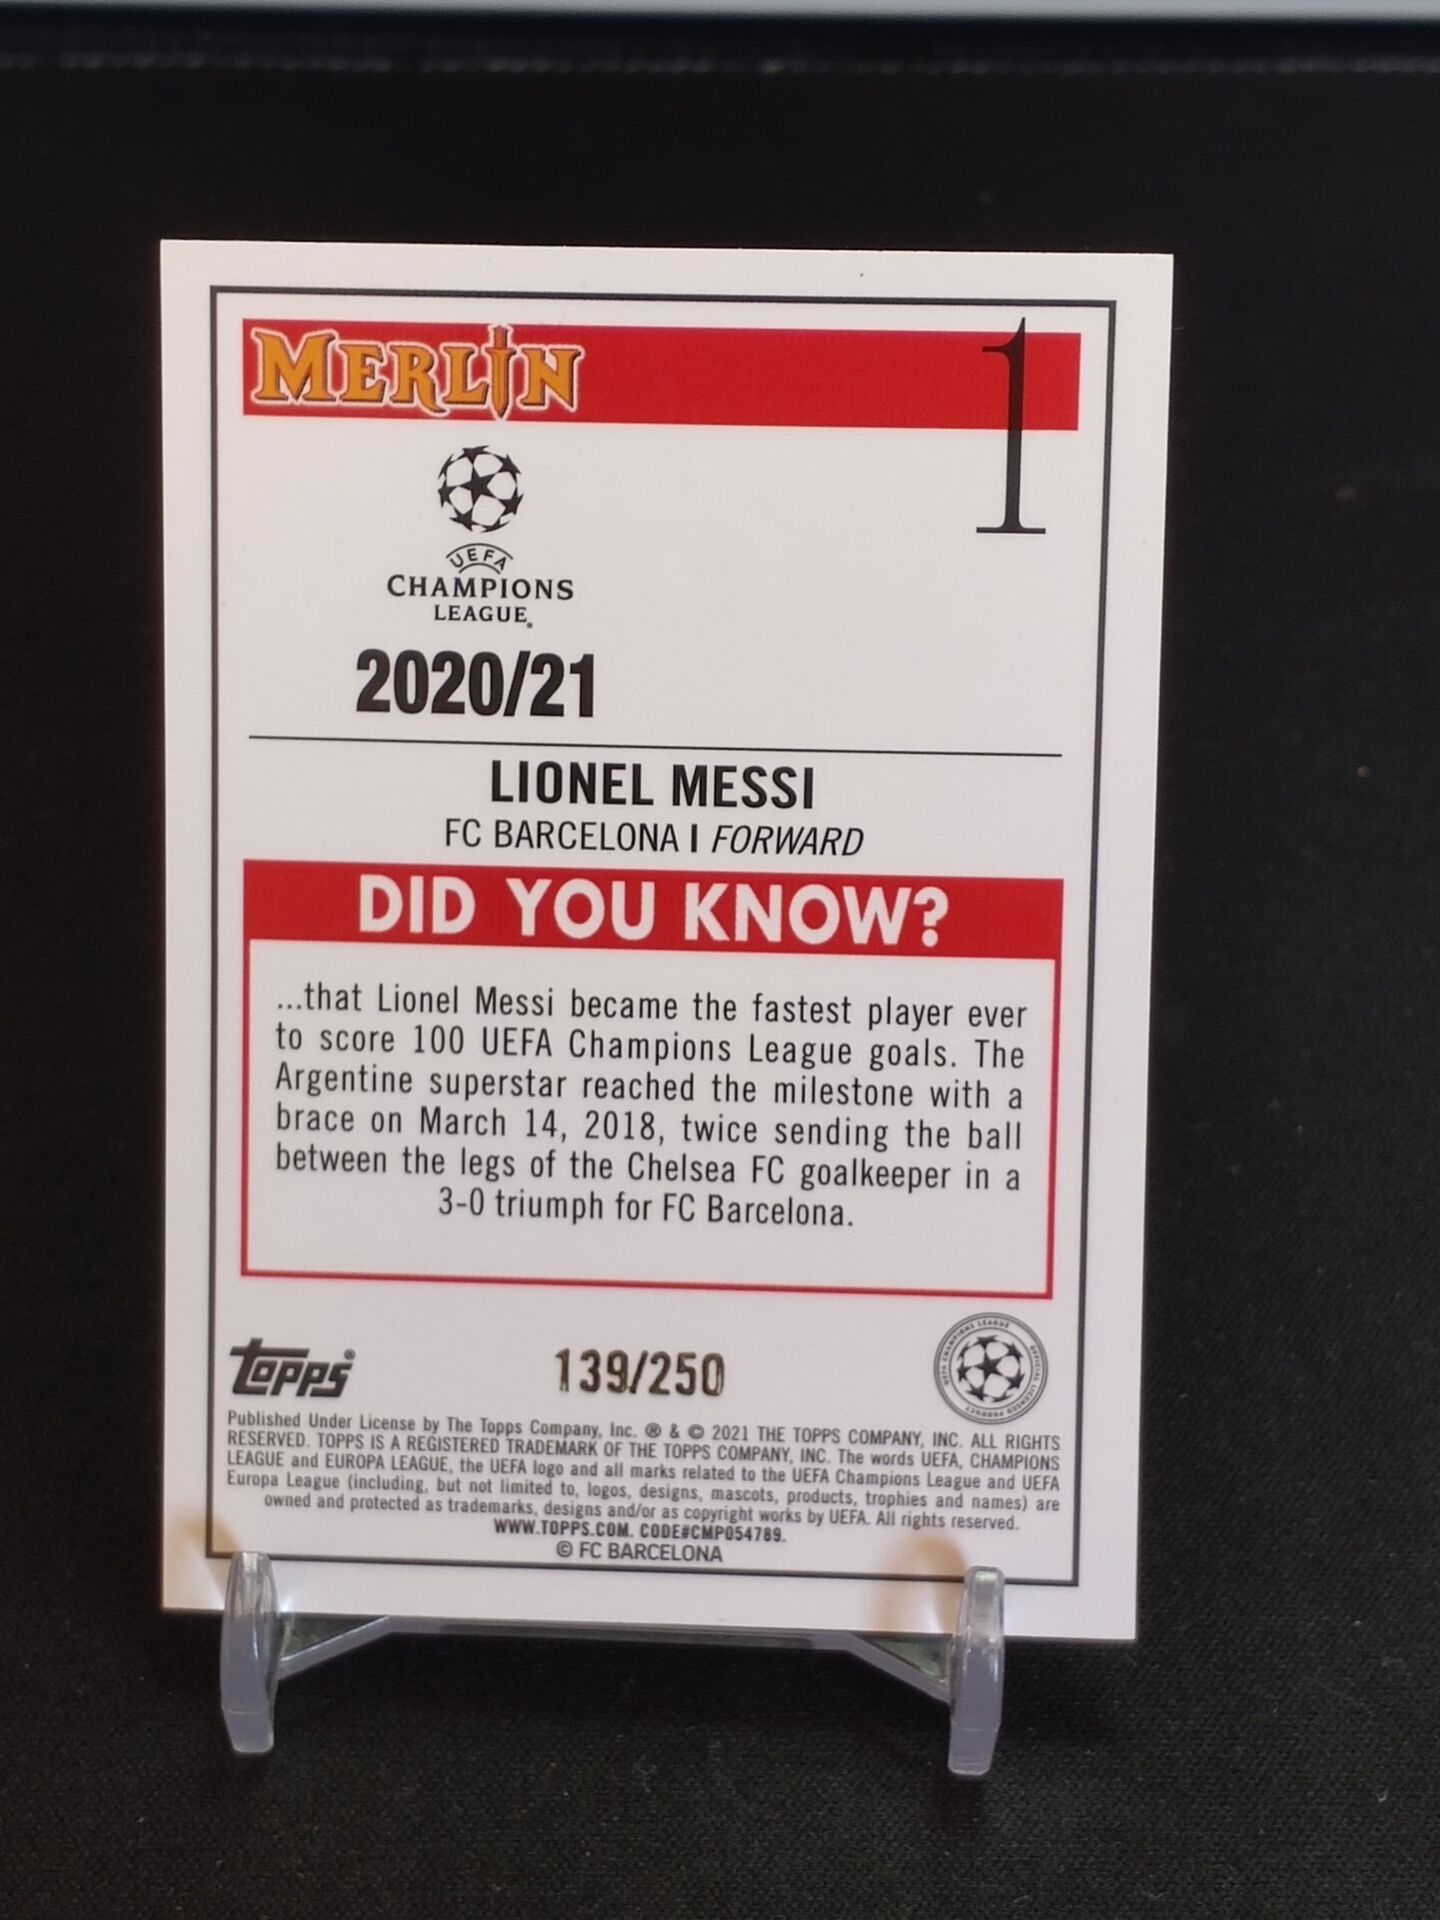 MERLIN
1
UEFA
CHAMPIONS
LEAGUE®
2020/21
LIONEL MESSI
FC BARCELONA | FORWARD
DID YOU KNOW?
...that Lionel Messi became the fastest player ever
to score 100 UEFA Champions League goals. The
Argentine superstar reached the milestone with a
brace on March 14, 2018, twice sending the ball
between the legs of the Chelsea FC goalkeeper in a
3-0 triumph for FC Barcelona.
topps®
139/250
UEFA CHAMPIONS LEAGUE OFFICIAL LICENSED PRODUCT
Published Under License by The Topps Company, Inc. ® & © 2021 THE TOPPS COMPANY, INC. ALL RIGHTS
RESERVED. TOPPS IS A REGISTERED TRADEMARK OF THE TOPPS COMPANY, INC. The words UEFA, CHAMPIONS
LEAGUE and EUROPA LEAGUE, the UEFA logo and all marks related to the UEFA Champions League and UEFA
Europa League (including, but not limited to, logos, designs, mascots, products, trophies and names) are
owned and protected as trademarks, designs and/or as copyright works by UEFA. All rights reserved.
WWW.TOPPS.COM. CODE#CMP054789.
© FC BARCELONA